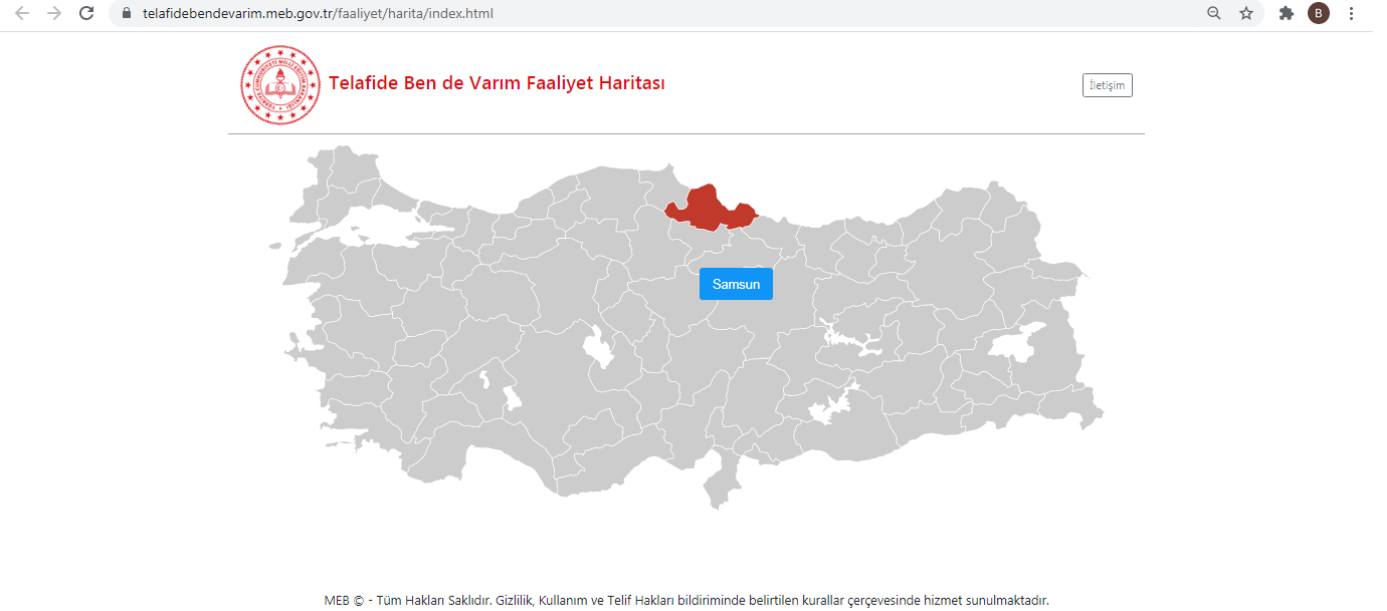 telafidebendevarim.meb.gov.tr/faaliyet/harita/index.html
B
Telafide Ben de Varım Faaliyet Haritası
İletişim
Samsun
MEB © - Tüm Hakları Saklıdır. Gizlilik, Kullanım ve Telif Hakları bildiriminde belirtilen kurallar çerçevesinde hizmet sunulmaktadır.